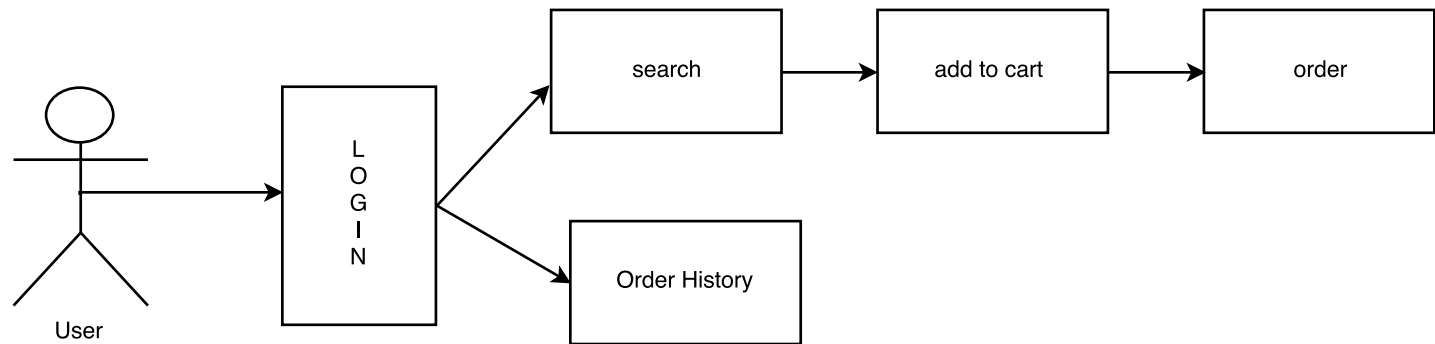 search
add to cart
order
L
O
G
I
N
Order History
User